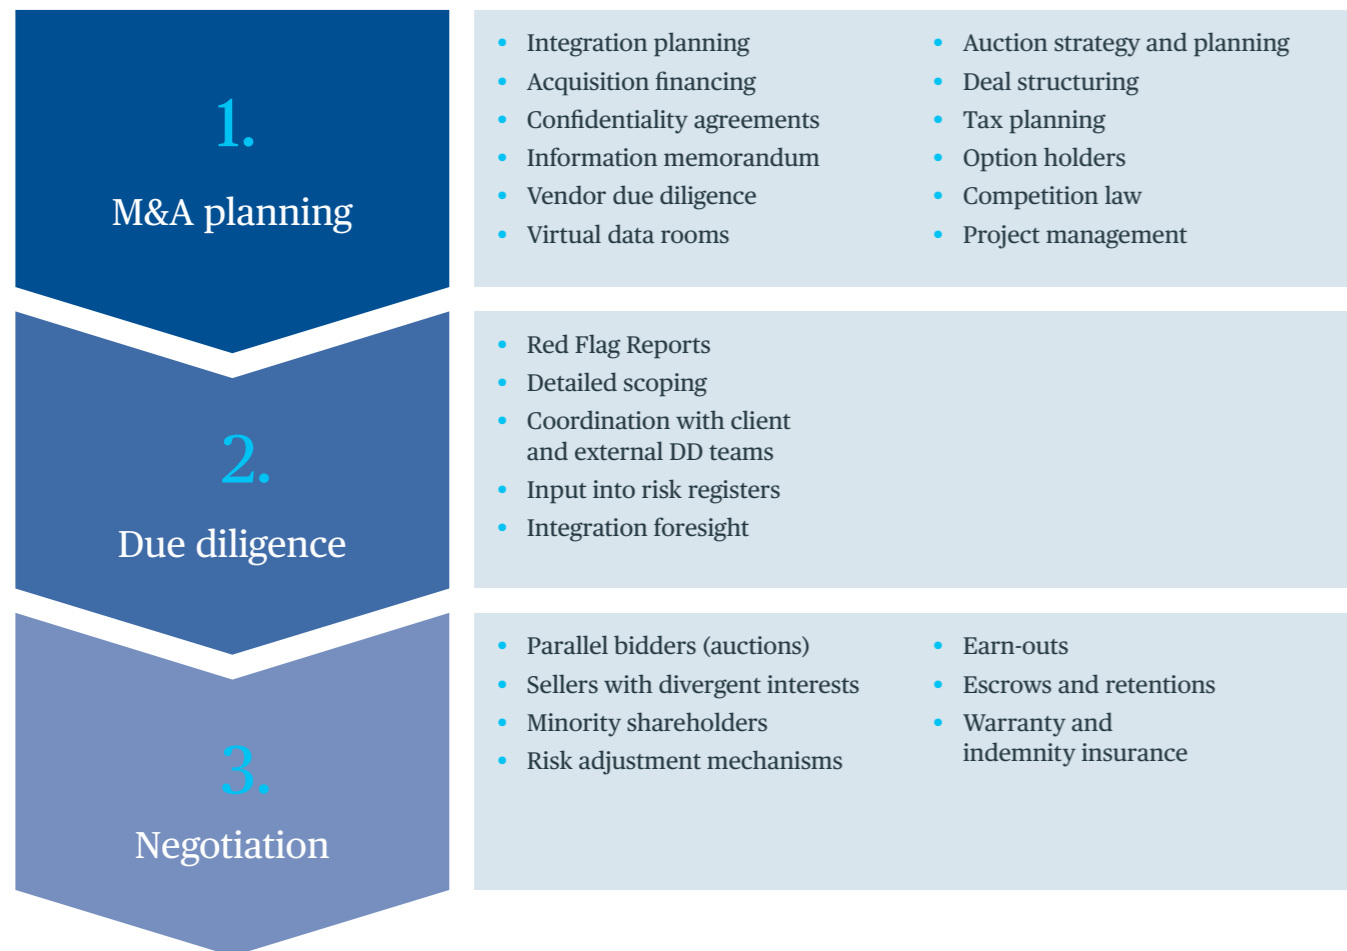 1.
M&A planning
• Integration planning
• Acquisition financing
• Confidentiality agreements
• Information memorandum
• Vendor due diligence
• Virtual data rooms
• Auction strategy and planning
• Deal structuring
• Tax planning
• Option holders
• Competition law
• Project management
2.
Due diligence
• Red Flag Reports
• Detailed scoping
• Coordination with client
and external DD teams
• Input into risk registers
• Integration foresight
3.
Negotiation
• Parallel bidders (auctions)
• Sellers with divergent interests
• Minority shareholders
• Risk adjustment mechanisms
• Earn-outs
• Escrows and retentions
• Warranty and
indemnity insurance